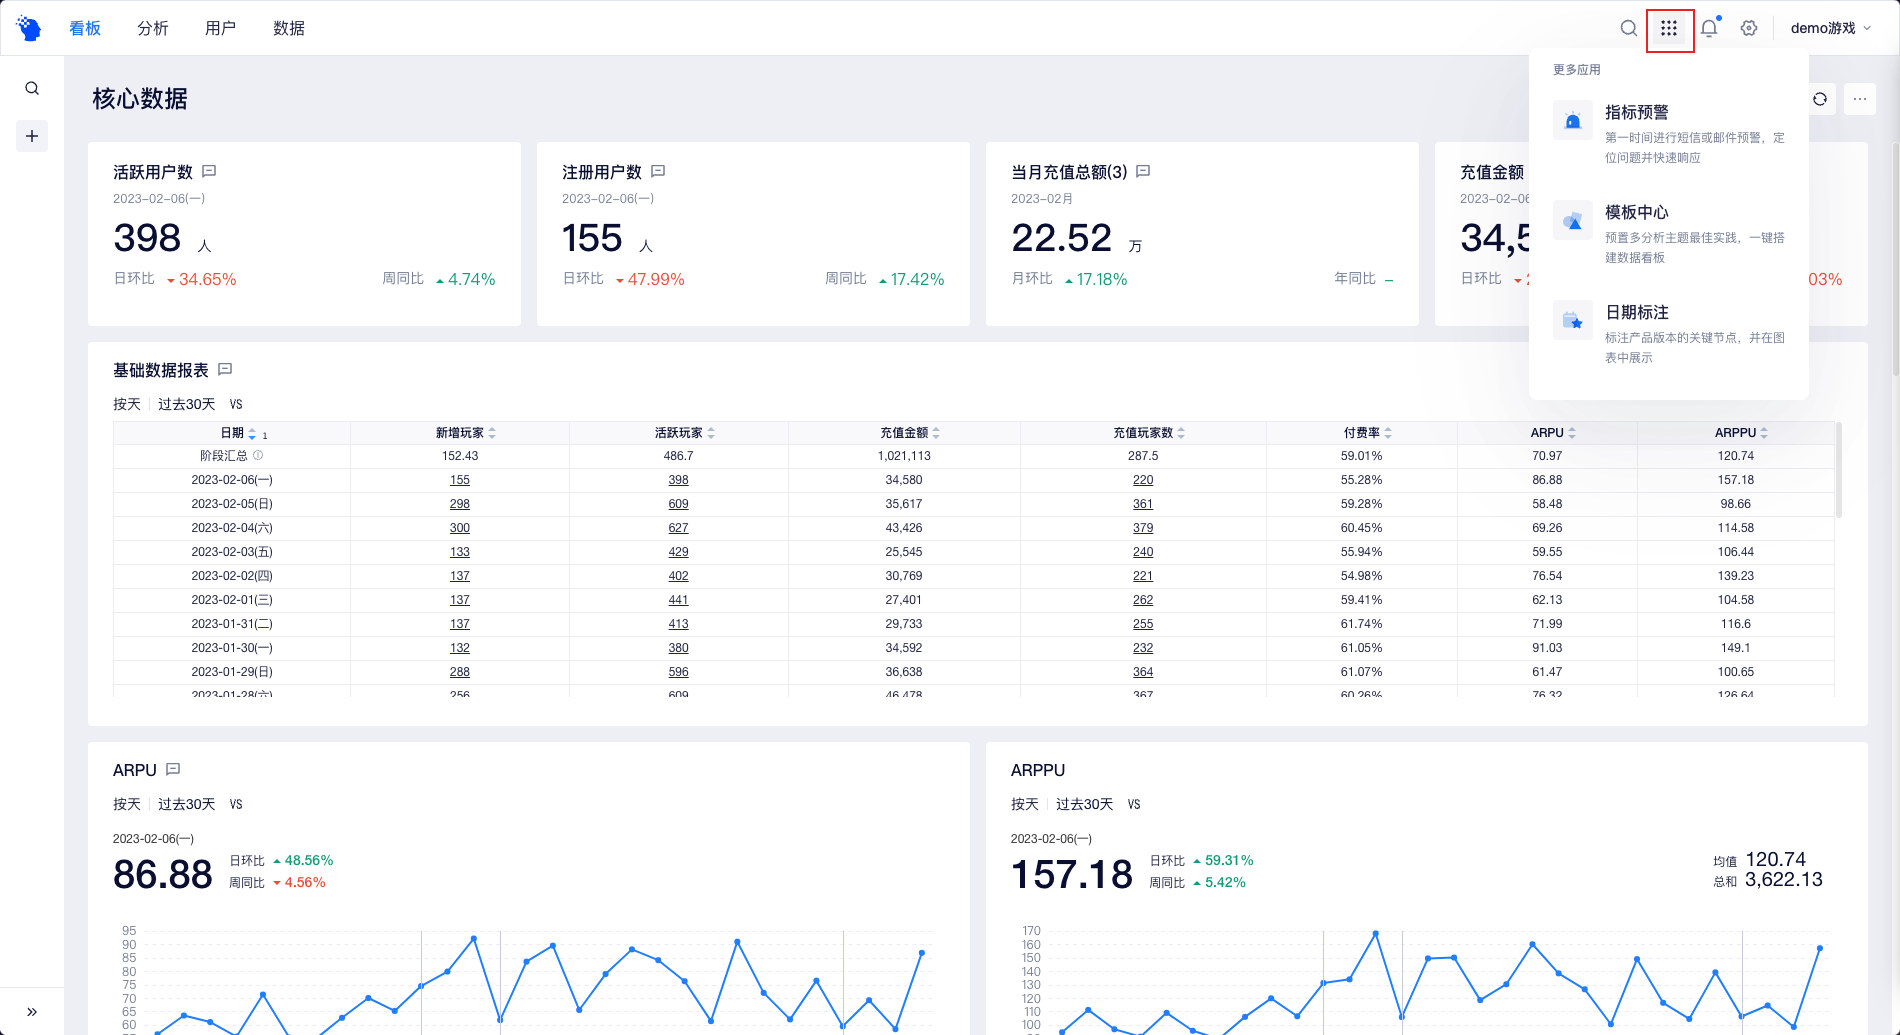 看板 分析 用户 数据 demo游戏
核心数据
更多应用
指标预警
第一时间进行短信或邮件预警，定
位问题并快速响应
模板中心
预置多分析主题最佳实践，一键搭
建数据看板
日期标注
标注产品版本的关键节点，并在图
表中展示
活跃用户数
2023-02-06(一)
398 人
日环比 34.65% 周同比 4.74%
注册用户数
2023-02-06(一)
155 人
日环比 47.99% 周同比 17.42%
当月充值总额(3)
2023-02月
22.52 万
月环比 17.18% 年同比 –
充值金额
2023-02-06
34,5
日环比 03%
基础数据报表
按天 过去30天 VS
日期 1 新增玩家 活跃玩家 充值金额 充值玩家数 付费率 ARPU ARPPU
阶段汇总 152.43 486.7 1,021,113 287.5 59.01% 70.97 120.74
2023-02-06(一) 155 398 34,580 220 55.28% 86.88 157.18
2023-02-05(日) 298 609 35,617 361 59.28% 58.48 98.66
2023-02-04(六) 300 627 43,426 379 60.45% 69.26 114.58
2023-02-03(五) 133 429 25,545 240 55.94% 59.55 106.44
2023-02-02(四) 137 402 30,769 221 54.98% 76.54 139.23
2023-02-01(三) 137 441 27,401 262 59.41% 62.13 104.58
2023-01-31(二) 137 413 29,733 255 61.74% 71.99 116.6
2023-01-30(一) 132 380 34,592 232 61.05% 91.03 149.1
2023-01-29(日) 288 596 36,638 364 61.07% 61.47 100.65
2023-01-28(六) 256 609 46,478 367 60.26% 76.32 126.64
ARPU
按天 过去30天 VS
2023-02-06(一)
86.88 日环比 48.56%
周同比 4.56%
95
90
85
80
75
70
65
60
ARPPU
按天 过去30天 VS
2023-02-06(一)
157.18 日环比 59.31%
周同比 5.42%
均值 120.74
总和 3,622.13
170
160
150
140
130
120
110
100